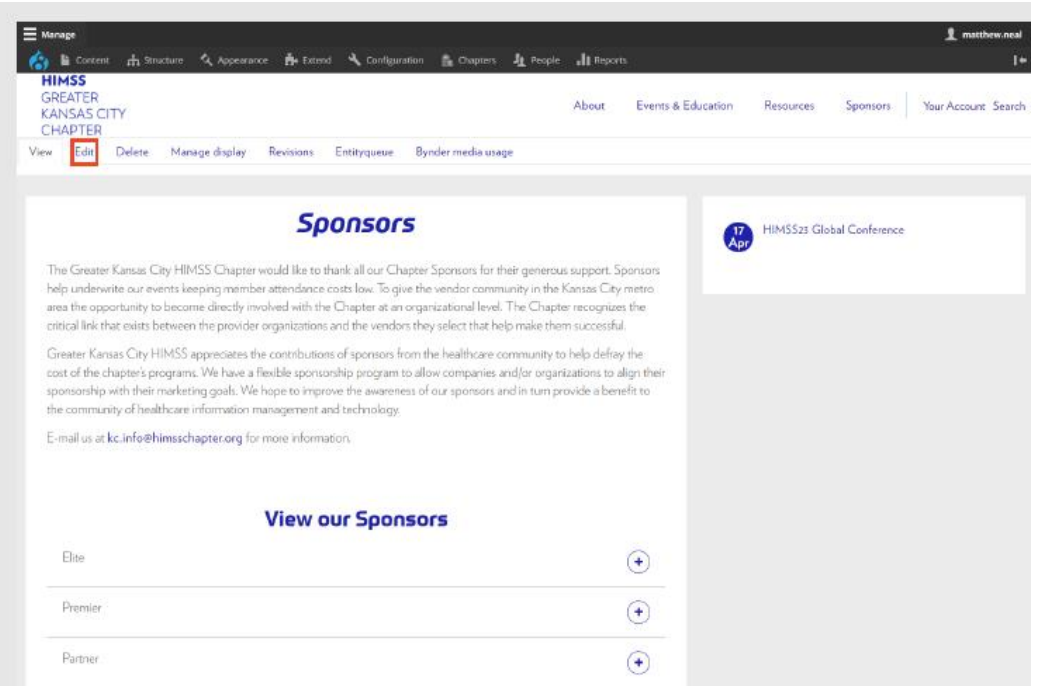 Manage
matthew.neal
Content Structure Appearance Extend Configuration Chapters People Reports
HIMSS
GREATER
KANSAS CITY
CHAPTER
About Events & Education Resources Sponsors Your Account Search
View Edit Delete Manage display Revisions Entityqueue Bynder media usage
Sponsors
The Greater Kansas City HIMSS Chapter would like to thank all our Chapter Sponsors for their generous support. Sponsors
help underwrite our events keeping member attendance costs low. To give the vendor community in the Kansas City metro
area the opportunity to become directly involved with the Chapter at an organizational level. The Chapter recognizes the
critical link that exists between the provider organizations and the vendors they select that help make them successful.
Greater Kansas City HIMSS appreciates the contributions of sponsors from the healthcare community to help defray the
cost of the chapter's programs. We have a flexible sponsorship program to allow companies and/or organizations to align their
sponsorship with their marketing goals. We hope to improve the awareness of our sponsors and in turn provide a benefit to
the community of healthcare information management and technology.
E-mail us at kc.info@himsschapter.org for more information.
View our Sponsors
Elite
Premier
Partner
17
Apr
HIMSS23 Global Conference